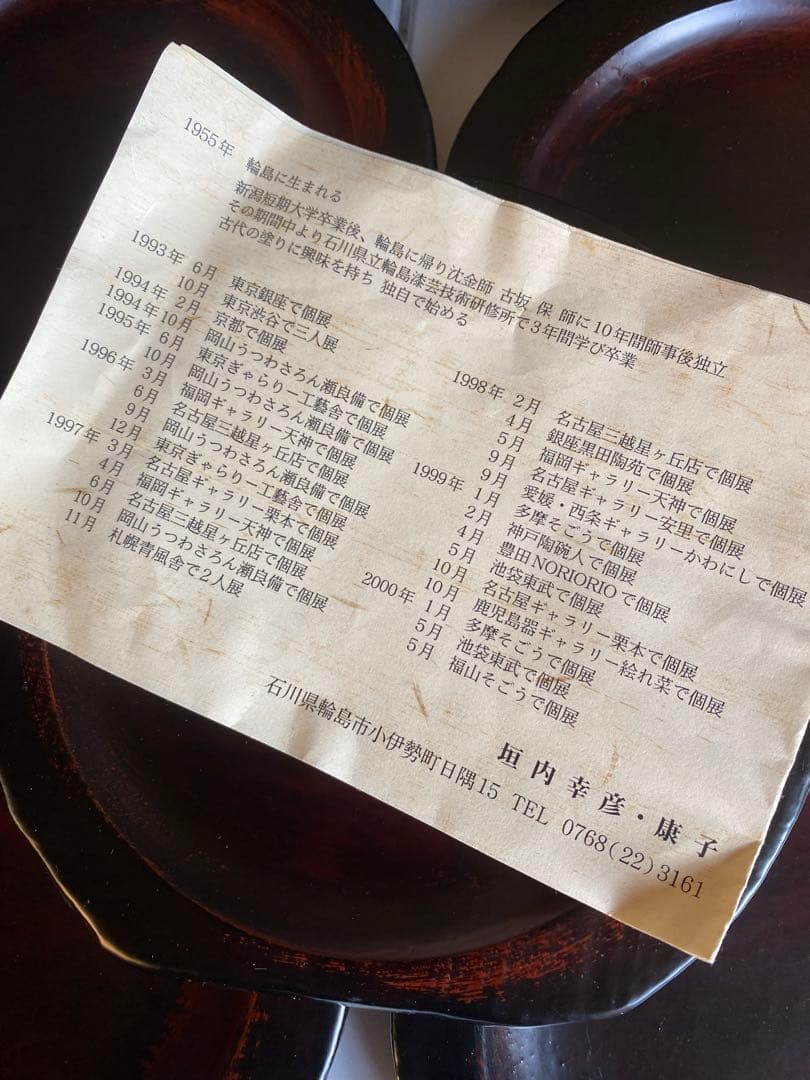 1955年 輪島に生まれる
新潟短期大学卒業後、輪島に帰り沈金師 古坂 保 師に10年間師事後独立
その期間中より石川県立輪島漆芸技術研修所で3年間学び卒業
古代の塗りに興味を持ち 独自で始める
1993年 6月 東京銀座で個展
10月 東京渋谷で三人展
1994年 2月 京都で個展
1994年 10月 岡山うつわさろん瀬良備で個展
1995年 6月 東京ぎゃらりー工藝舎で個展
10月 岡山うつわさろん瀬良備で個展
1996年 3月 福岡ギャラリー天神で個展
6月 名古屋三越星ヶ丘店で個展
9月 岡山うつわさろん瀬良備で個展
12月 東京ぎゃらりー工藝舎で個展
1997年 3月 名古屋ギャラリー栗本で個展
4月 福岡ギャラリー天神で個展
6月 名古屋三越星ヶ丘店で個展
10月 岡山うつわさろん瀬良備で個展
11月 札幌青風舎で2人展
1998年 2月 名古屋三越星ヶ丘店で個展
4月 銀座黒田陶苑で個展
5月 福岡ギャラリー天神で個展
9月 名古屋ギャラリー安里で個展
9月 愛媛・西条ギャラリーかわにしで個展
1999年 1月 多摩そごうで個展
2月 神戸陶碗人で個展
4月 豊田NORIORIOで個展
5月 池袋東武で個展
10月 名古屋ギャラリー栗本で個展
10月 鹿児島器ギャラリー絵れ菜で個展
2000年 1月 多摩そごうで個展
5月 池袋東武で個展
5月 福山そごうで個展
垣内幸彦・康子
石川県輪島市小伊勢町日隅15 TEL 0768(22)3161